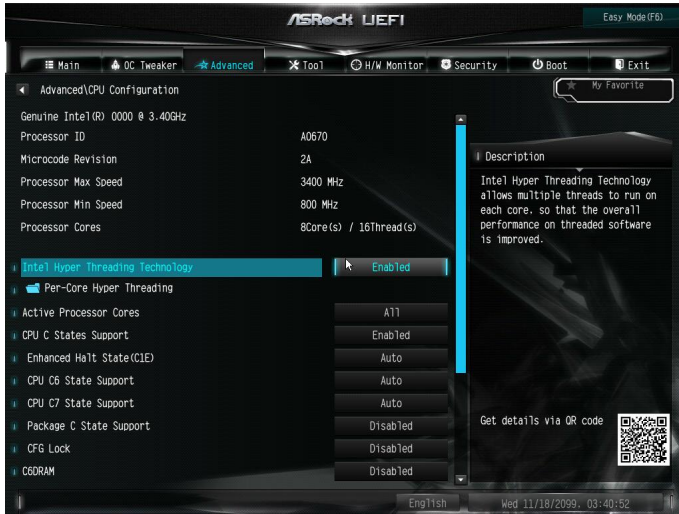 ASRock UEFI
Easy Mode(F6)
Main OC Tweaker Advanced Tool H/W Monitor Security Boot Exit
Advanced\CPU Configuration
My Favorite
Genuine Intel(R) 0000 @ 3.40GHz
Processor ID A0670
Microcode Revision 2A
Processor Max Speed 3400 MHz
Processor Min Speed 800 MHz
Processor Cores 8Core(s) / 16Thread(s)
Intel Hyper Threading Technology Enabled
Per-Core Hyper Threading
Active Processor Cores All
CPU C States Support Enabled
Enhanced Halt State(C1E) Auto
CPU C6 State Support Auto
CPU C7 State Support Auto
Package C State Support Disabled
CFG Lock Disabled
C6DRAM Disabled
Description
Intel Hyper Threading Technology
allows multiple threads to run on
each core, so that the overall
performance on threaded software
is improved.
Get details via QR code
English
Wed 11/18/2099. 03:40:52